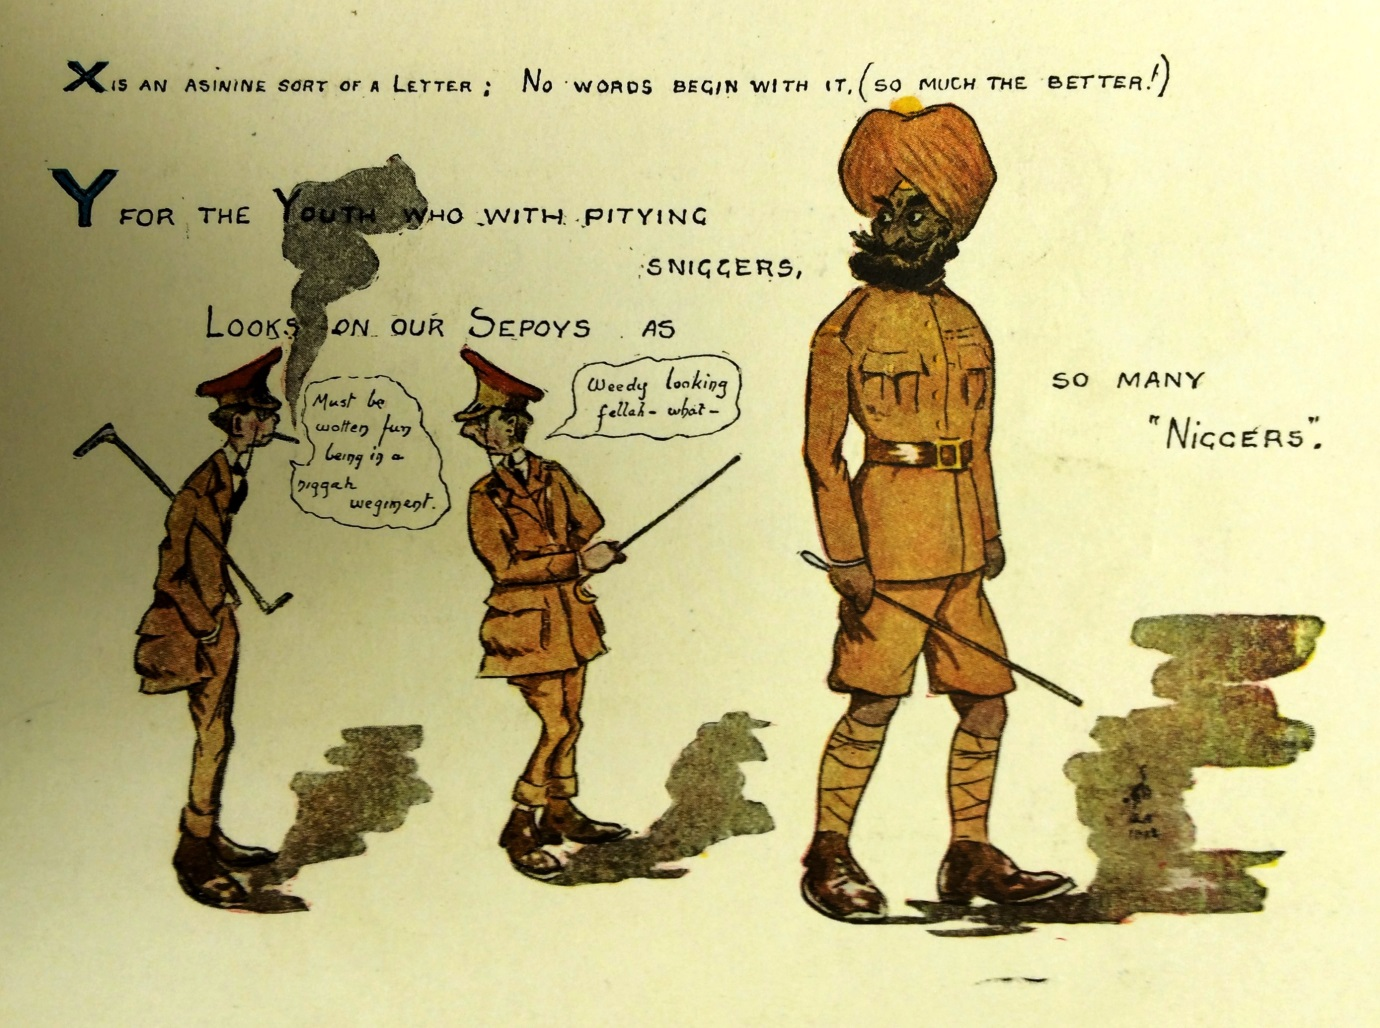 X IS AN ASININE SORT OF A LETTER; NO WORDS BEGIN WITH IT, (SO MUCH THE BETTER!)
Y FOR THE YOUTH WHO WITH PITYING
SNIGGERS,
LOOKS ON OUR SEPOYS AS
SO MANY
"NIGGERS".
Must be
wotten fun
being in a
niggah
wegiment.
Weedy looking
fellah - what -